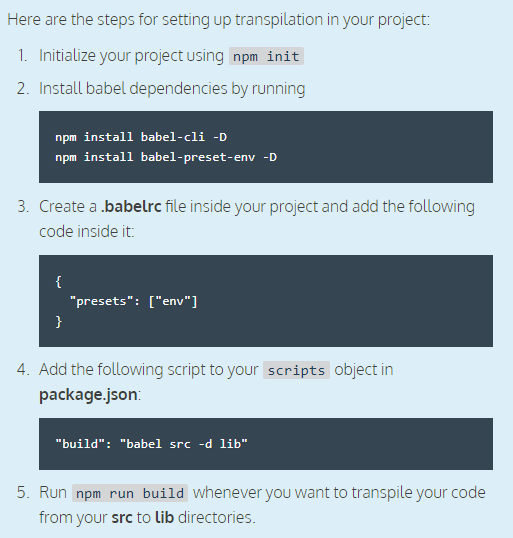 Here are the steps for setting up transpilation in your project:
1. Initialize your project using npm init
2. Install babel dependencies by running
npm install babel-cli -D
npm install babel-preset-env -D
3. Create a .babelrc file inside your project and add the following
code inside it:
{
"presets": ["env"]
}
4. Add the following script to your scripts object in
package.json:
"build": "babel src -d lib"
5. Run npm run build whenever you want to transpile your code
from your src to lib directories.